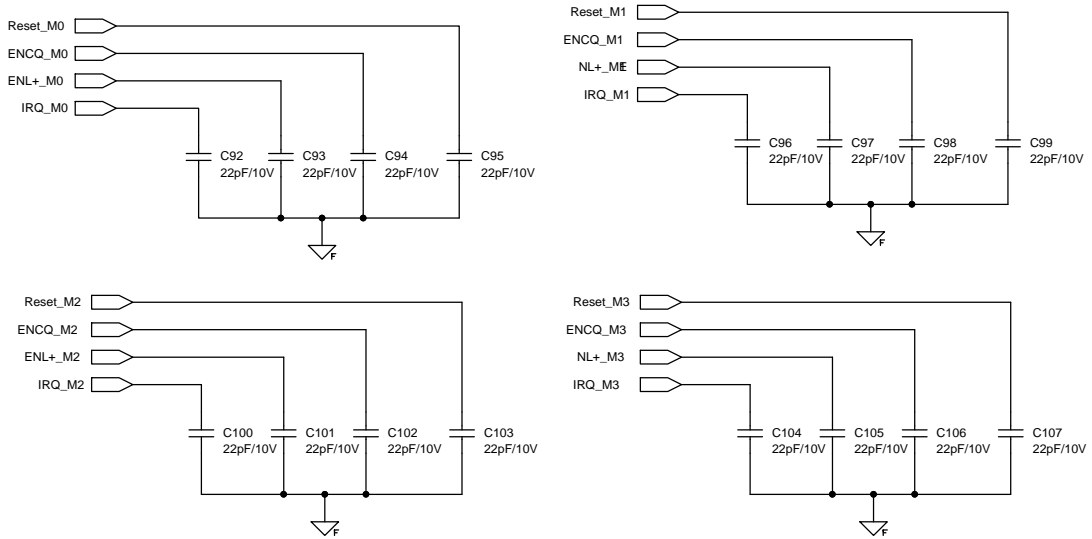 Reset_M0
ENCQ_M0
ENL+_M0
IRQ_M0
C92
22pF/10V
C93
22pF/10V
C94
22pF/10V
C95
22pF/10V
F
Reset_M1
ENCQ_M1
IRQ_M1
C96
22pF/10V
C97
22pF/10V
C98
22pF/10V
C99
22pF/10V
F
Reset_M2
ENCQ_M2
ENL+_M2
IRQ_M2
C100
22pF/10V
C101
22pF/10V
C102
22pF/10V
C103
22pF/10V
F
Reset_M3
ENCQ_M3
NL+_M3
IRQ_M3
C104
22pF/10V
C105
22pF/10V
C106
22pF/10V
C107
22pF/10V
F